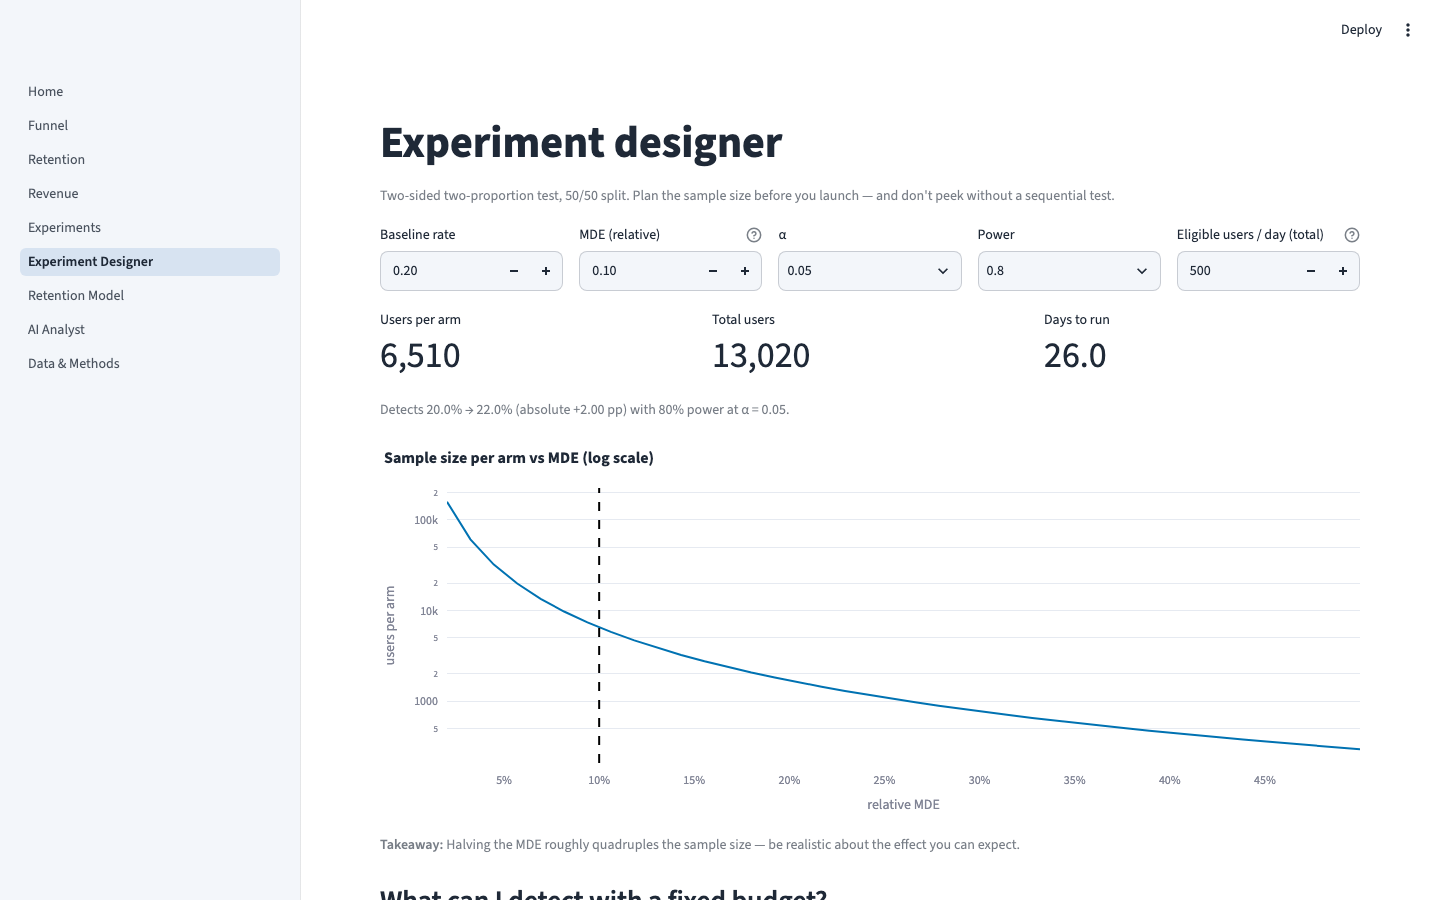 Deploy
Home
Funnel
Retention
Revenue
Experiments
Experiment Designer
Retention Model
AI Analyst
Data & Methods
Experiment designer
Two-sided two-proportion test, 50/50 split. Plan the sample size before you launch — and don't peek without a sequential test.
Baseline rate MDE (relative) α Power Eligible users / day (total)
0.20 0.10 0.05 0.8 500
Users per arm Total users Days to run
6,510 13,020 26.0
Detects 20.0% → 22.0% (absolute +2.00 pp) with 80% power at α = 0.05.
Sample size per arm vs MDE (log scale)
2
100k
5
2
10k
5
2
1000
5
users per arm
5% 10% 15% 20% 25% 30% 35% 40% 45%
relative MDE
Takeaway: Halving the MDE roughly quadruples the sample size — be realistic about the effect you can expect.
What can I detect with a fixed budget?